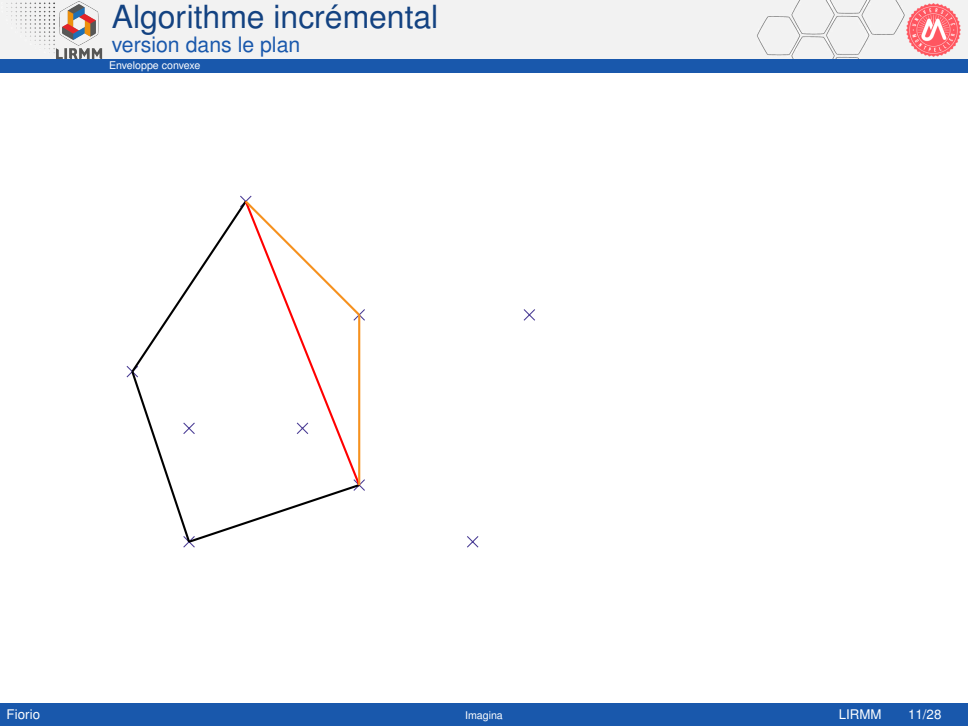 Algorithme incrémental
version dans le plan
LIRMM
Enveloppe convexe
Fiorio
Imagina
LIRMM 11/28